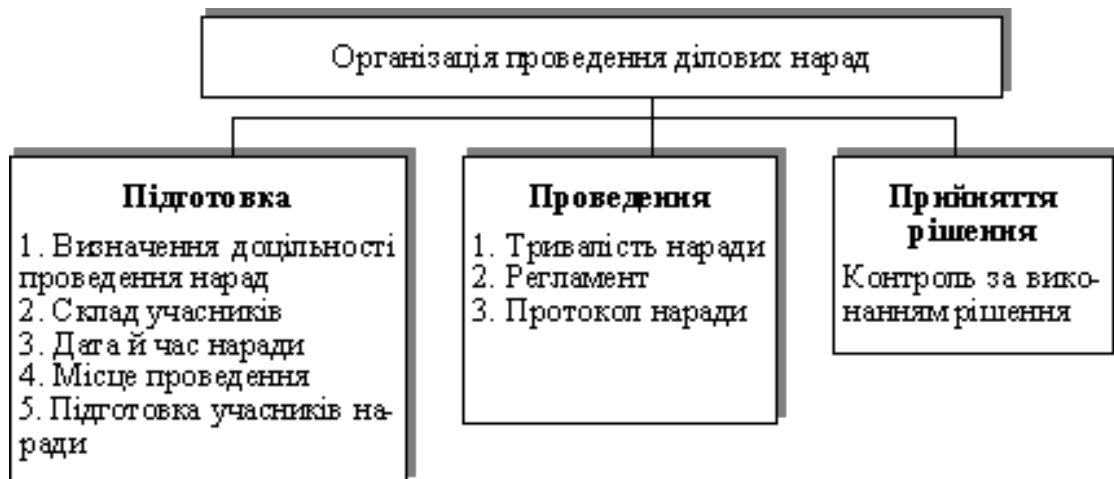 Організація проведення ділових нарад
Підготовка
1. Визначення доцільності
проведення нарад
2. Склад учасників
3. Дата й час наради
4. Місце проведення
5. Підготовка учасників на-
ради
Проведення
1. Тривалість наради
2. Регламент
3. Протокол наради
Прийняття
рішення
Контроль за вико-
нанням рішення